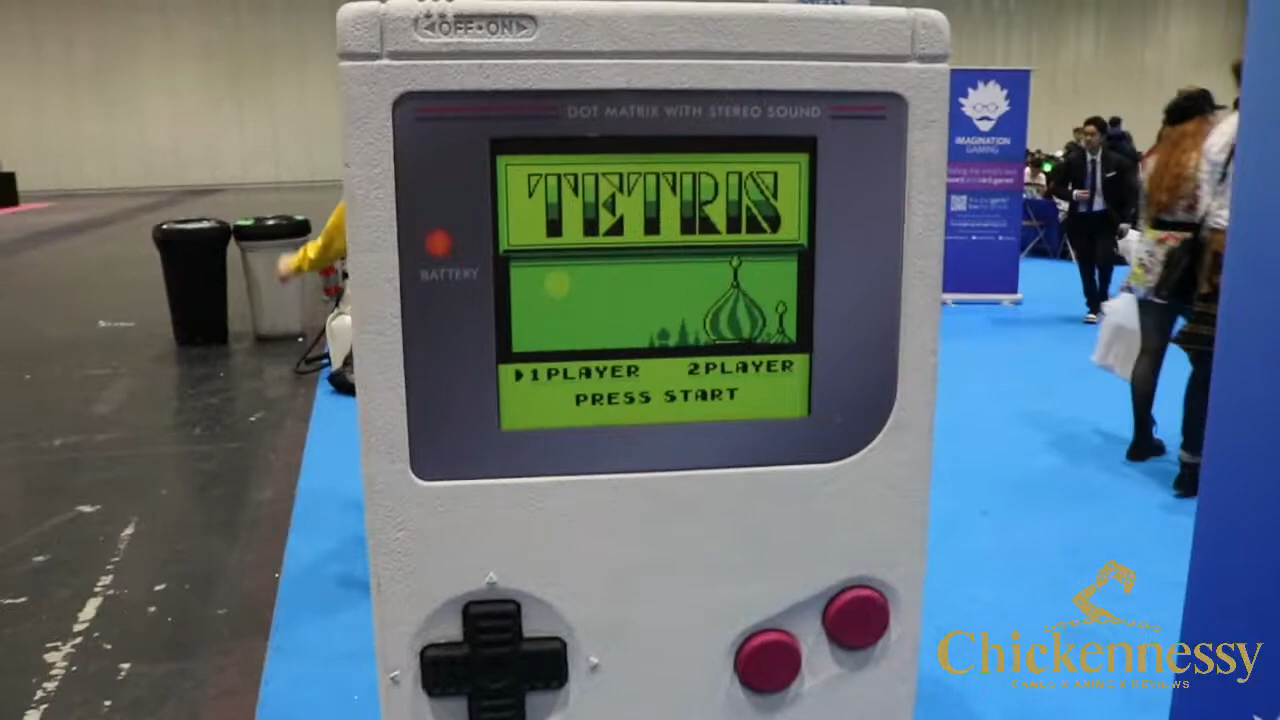 OFF•ON
DOT MATRIX WITH STEREO SOUND
TETRIS
BATTERY
1PLAYER 2PLAYER
PRESS START
IMAGINATION
GAMING
Chickennessy